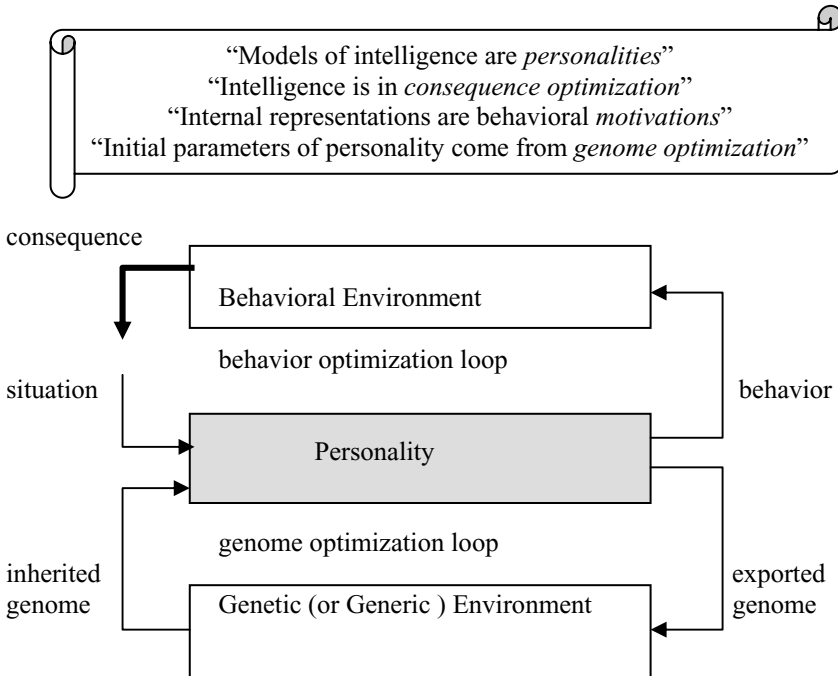 “Models of intelligence are personalities”
“Intelligence is in consequence optimization”
“Internal representations are behavioral motivations”
“Initial parameters of personality come from genome optimization”
consequence
Behavioral Environment
behavior optimization loop
situation
behavior
Personality
genome optimization loop
inherited
genome
exported
genome
Genetic (or Generic ) Environment